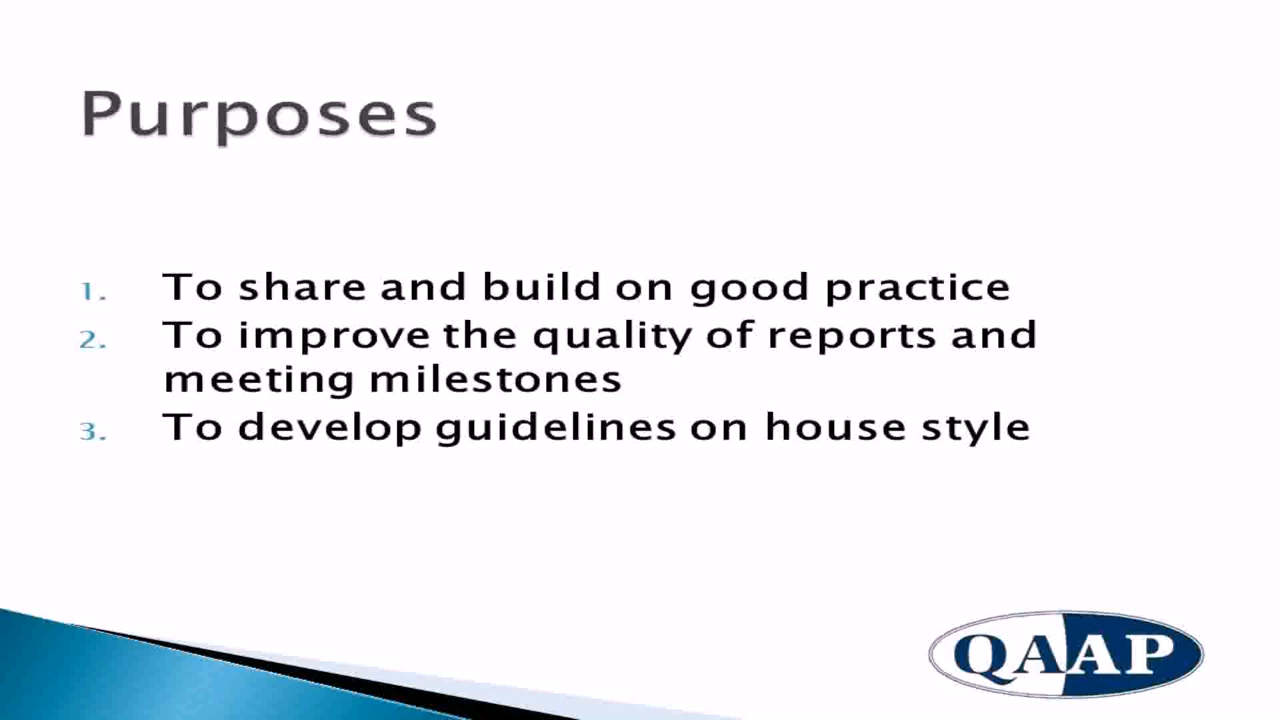 Purposes
1. To share and build on good practice
2. To improve the quality of reports and
meeting milestones
3. To develop guidelines on house style
QAAP